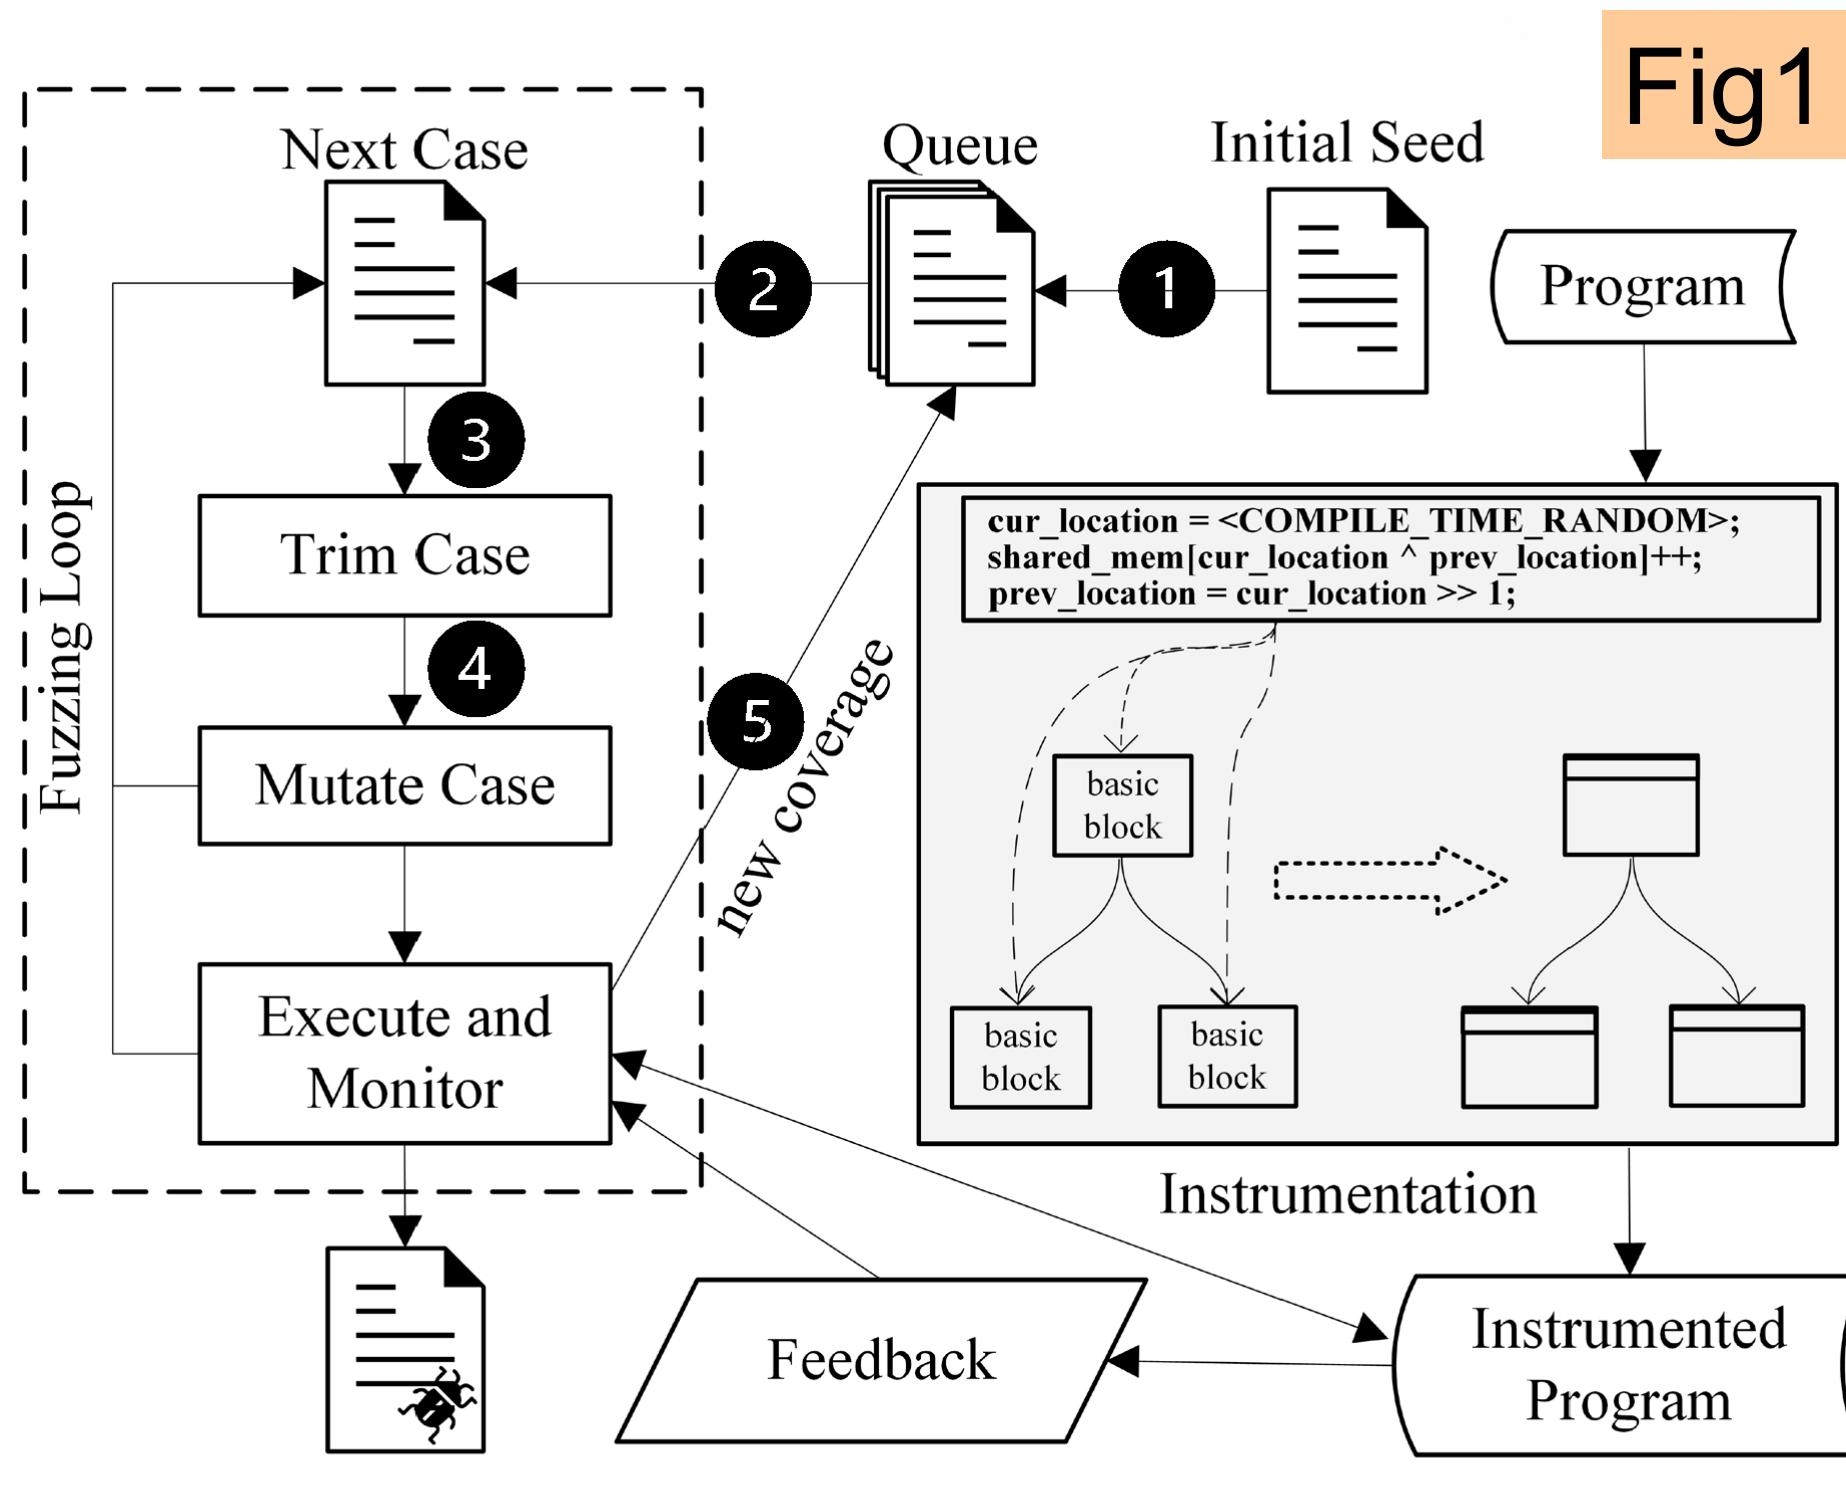 Fig1
Next Case
Queue
Initial Seed
Program
1
2
3
Trim Case
4
Mutate Case
5
new coverage
Execute and
Monitor
Fuzzing Loop
cur_location = <COMPILE_TIME_RANDOM>;
shared_mem[cur_location ^ prev_location]++;
prev_location = cur_location >> 1;
basic
block
basic
block
basic
block
Instrumentation
Feedback
Instrumented
Program